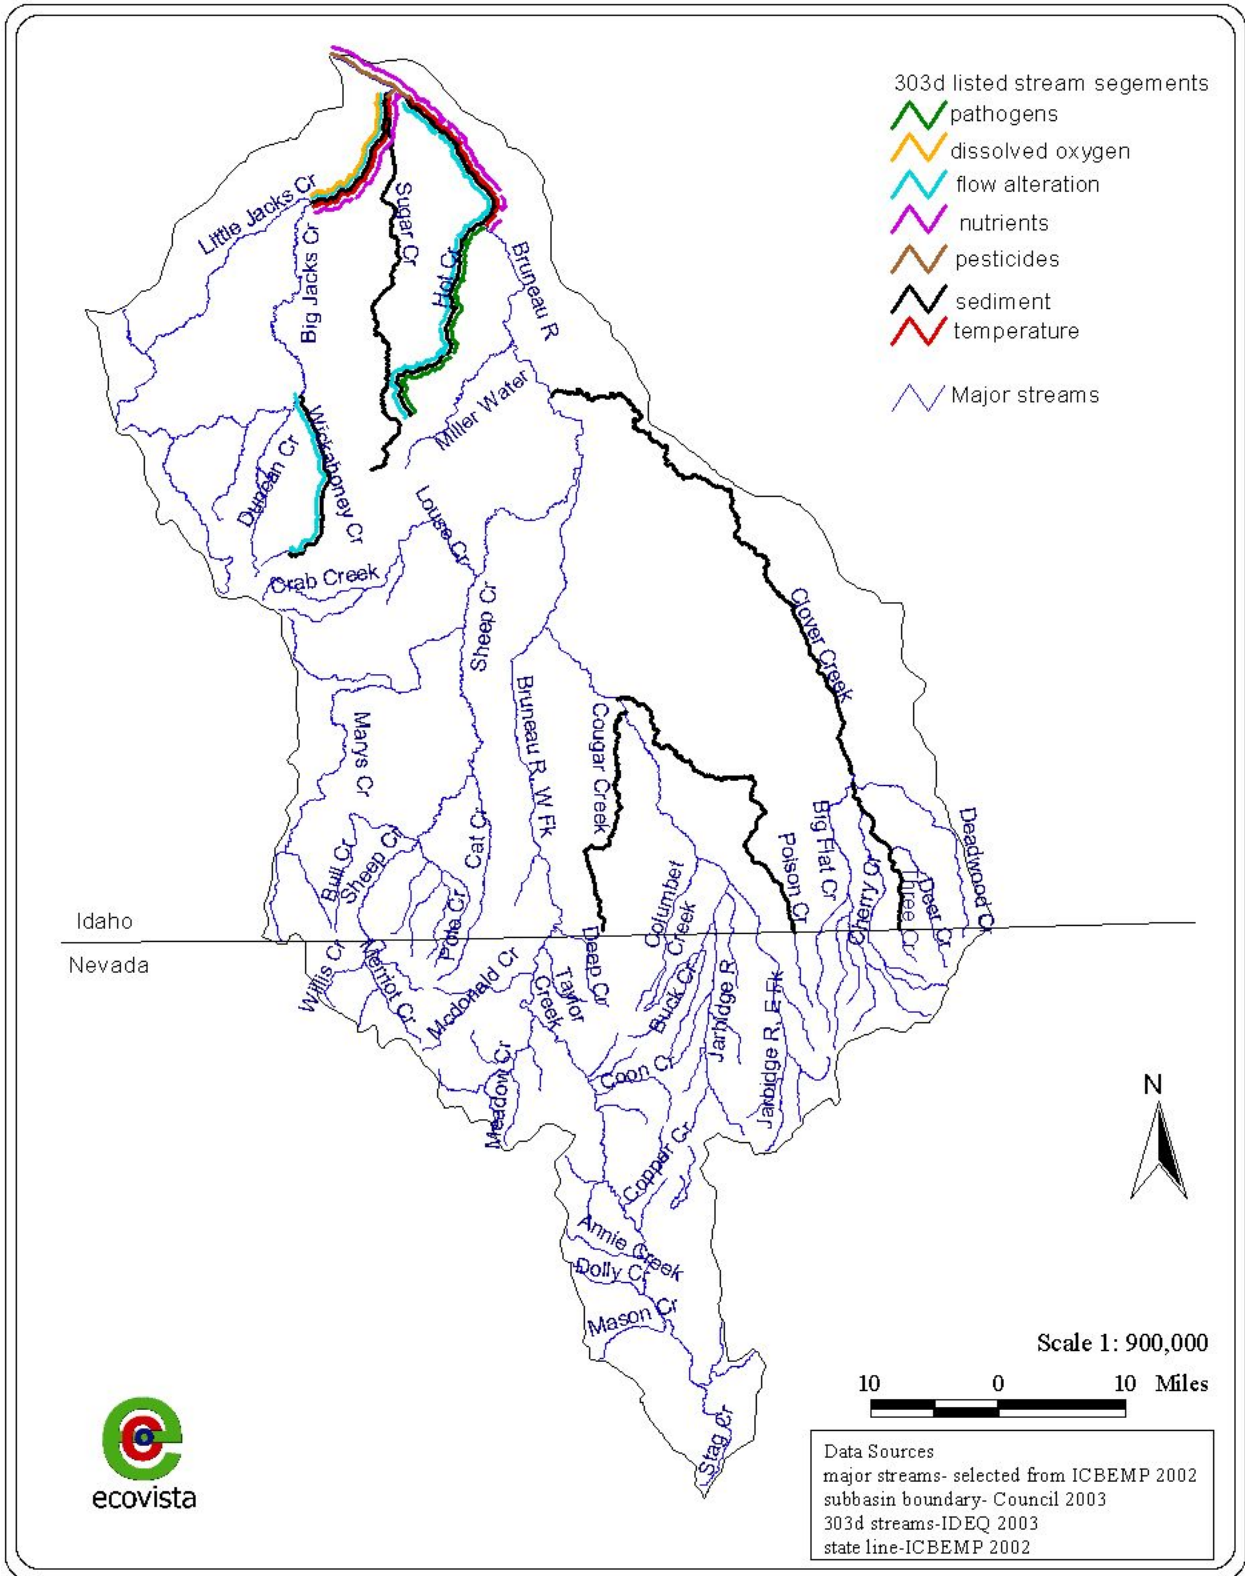 303d listed stream segements
pathogens
dissolved oxygen
flow alteration
nutrients
pesticides
sediment
temperature
Major streams
Little Jacks Cr
Big Jacks Cr
Sugar Cr
Hot Cr
Bruneau R
Miller Water
Wickahoney Cr
Duncan Cr
Louse Cr
Crab Creek
Sheep Cr
Clover Creek
Bruneau R, W Fk
Cougar Creek
Marys Cr
Bull Cr
Sheep Cr
Cat Cr
Pole Cr
Columbet
Creek
Poison Cr
Big Flat Cr
Cherry Cr
Three Cr
Deer Cr
Deadwood Cr
Idaho
Nevada
Willis Cr
Merriot Cr
Mcdonald Cr
Taylor
Creek
Deep Cr
Buck Cr
Jarbidge R
Jarbidge R, E Fk
Meadow Cr
Coon Cr
Copper Cr
Annie Creek
Dolly Cr
Mason Cr
Stag Cr
N
Scale 1: 900,000
10 0 10 Miles
ecovista
Data Sources
major streams- selected from ICBEMP 2002
subbasin boundary- Council 2003
303d streams-IDEQ 2003
state line-ICBEMP 2002